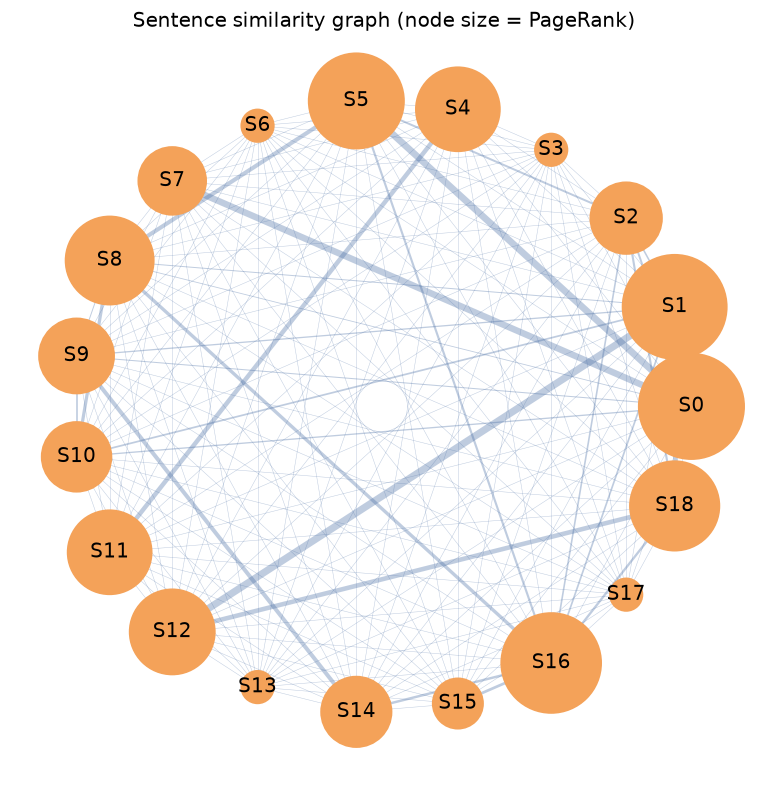 Sentence similarity graph (node size = PageRank)
S5
S4
S6
S3
S7
S2
S8
S1
S9
S0
S10
S18
S11
S17
S12
S16
S13
S15
S14